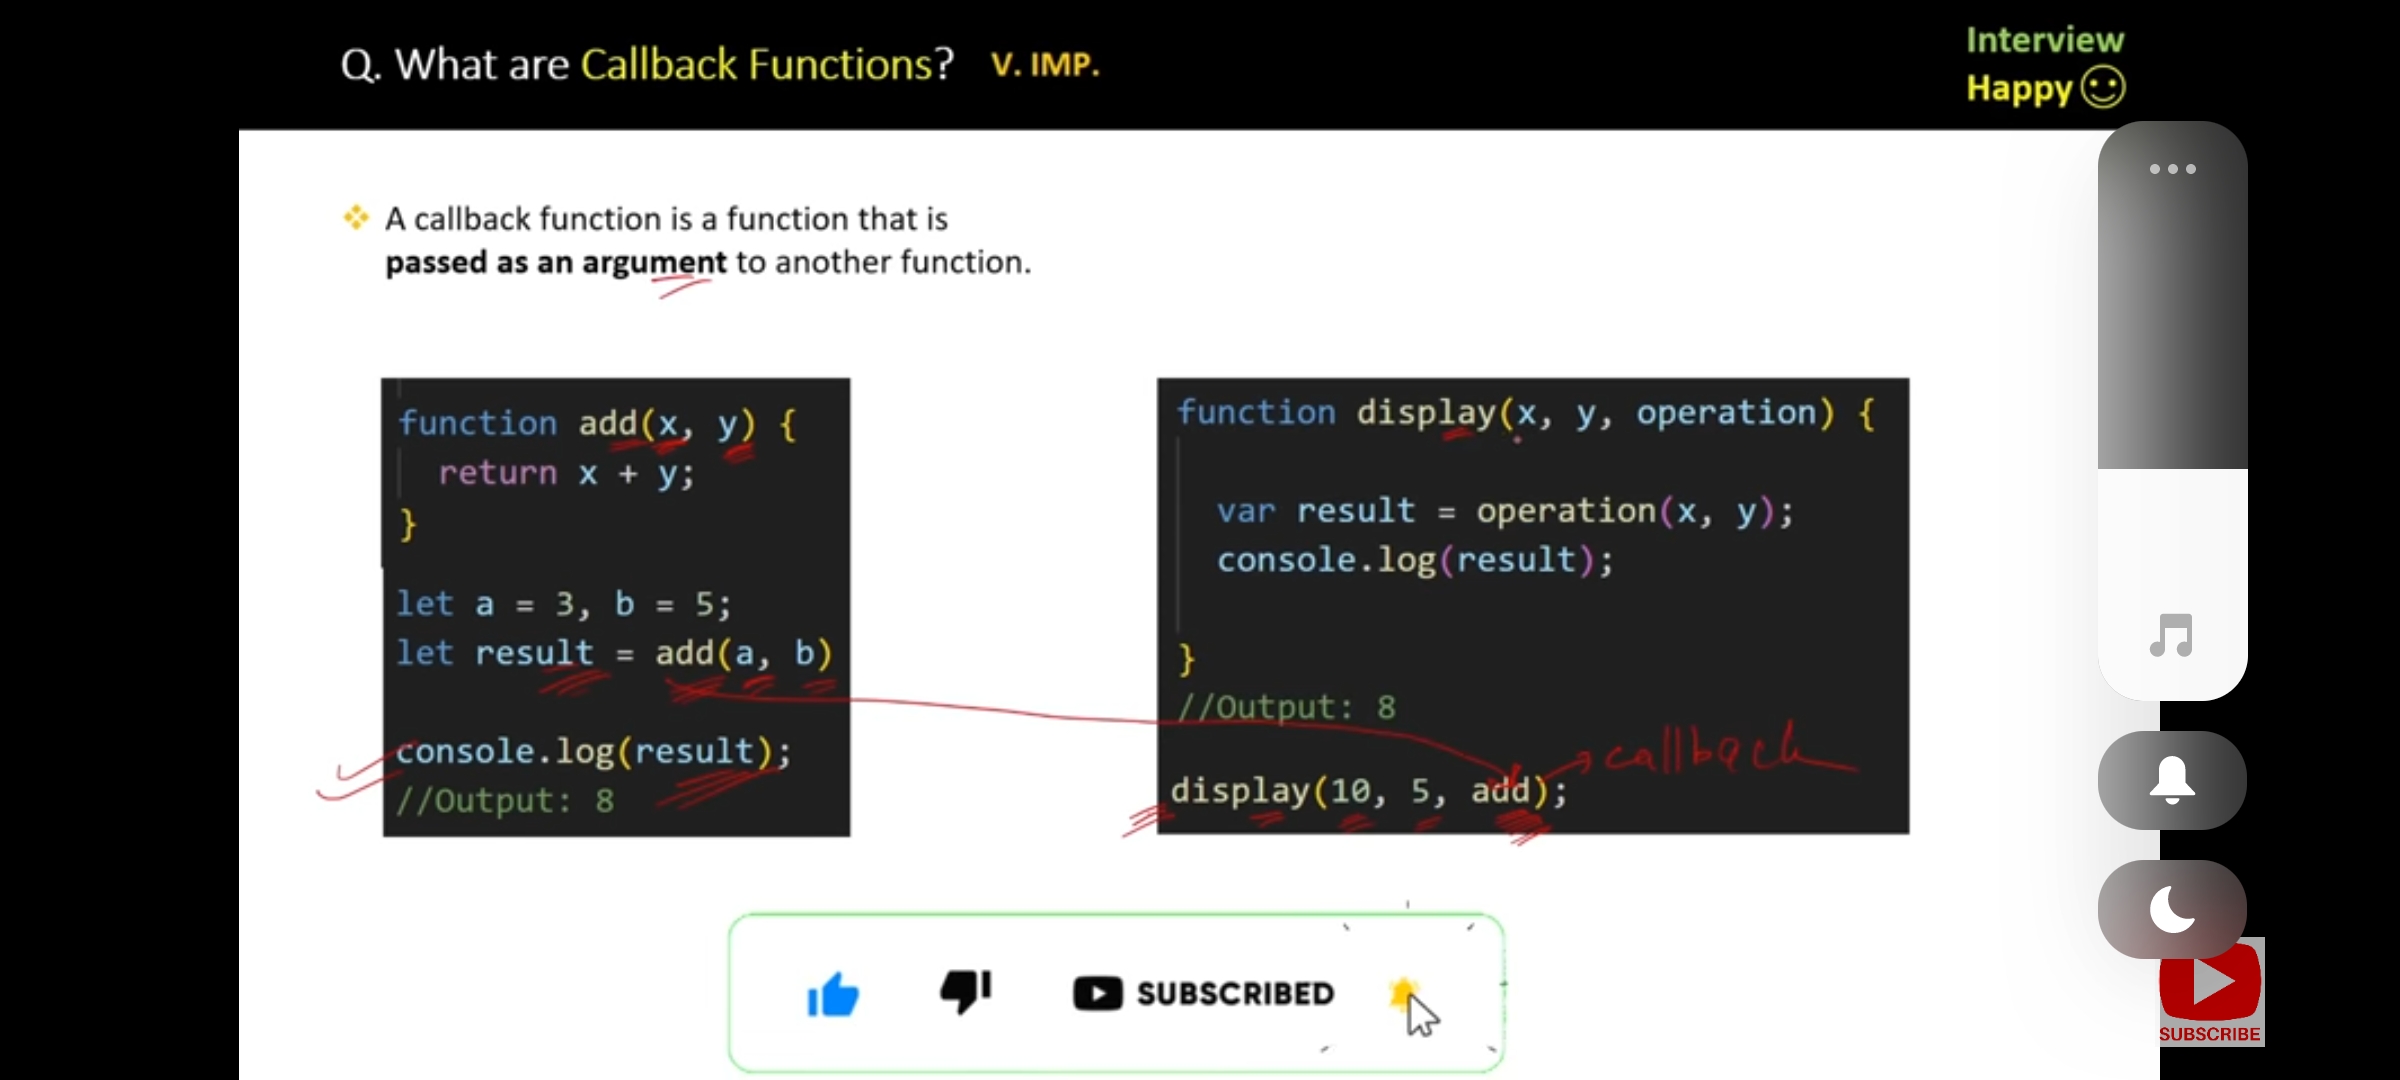 Q. What are Callback Functions? V. IMP.
Interview
Happy
A callback function is a function that is
passed as an argument to another function.
function add(x, y) {
return x + y;
}
let a = 3, b = 5;
let result = add(a, b)
console.log(result);
//Output: 8
function display(x, y, operation) {
var result = operation(x, y);
console.log(result);
}
//Output: 8
callback
display(10, 5, add);
SUBSCRIBED
SUBSCRIBE